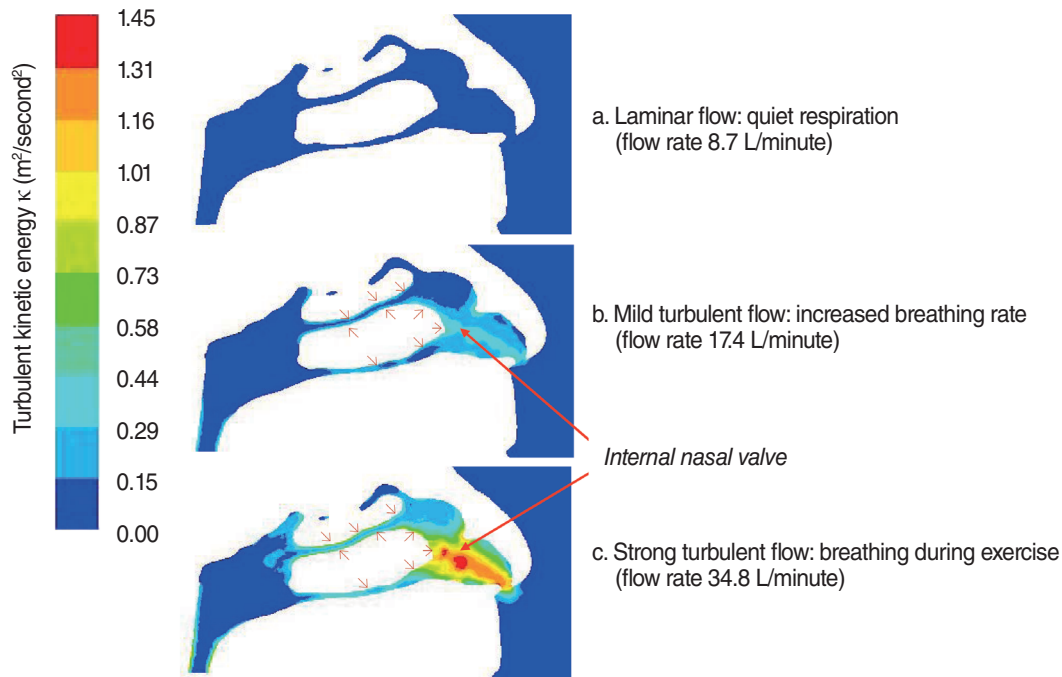 Turbulent kinetic energy κ (m²/second²)
1.45
1.31
1.16
1.01
0.87
0.73
0.58
0.44
0.29
0.15
0.00
a. Laminar flow: quiet respiration
(flow rate 8.7 L/minute)
b. Mild turbulent flow: increased breathing rate
(flow rate 17.4 L/minute)
Internal nasal valve
c. Strong turbulent flow: breathing during exercise
(flow rate 34.8 L/minute)